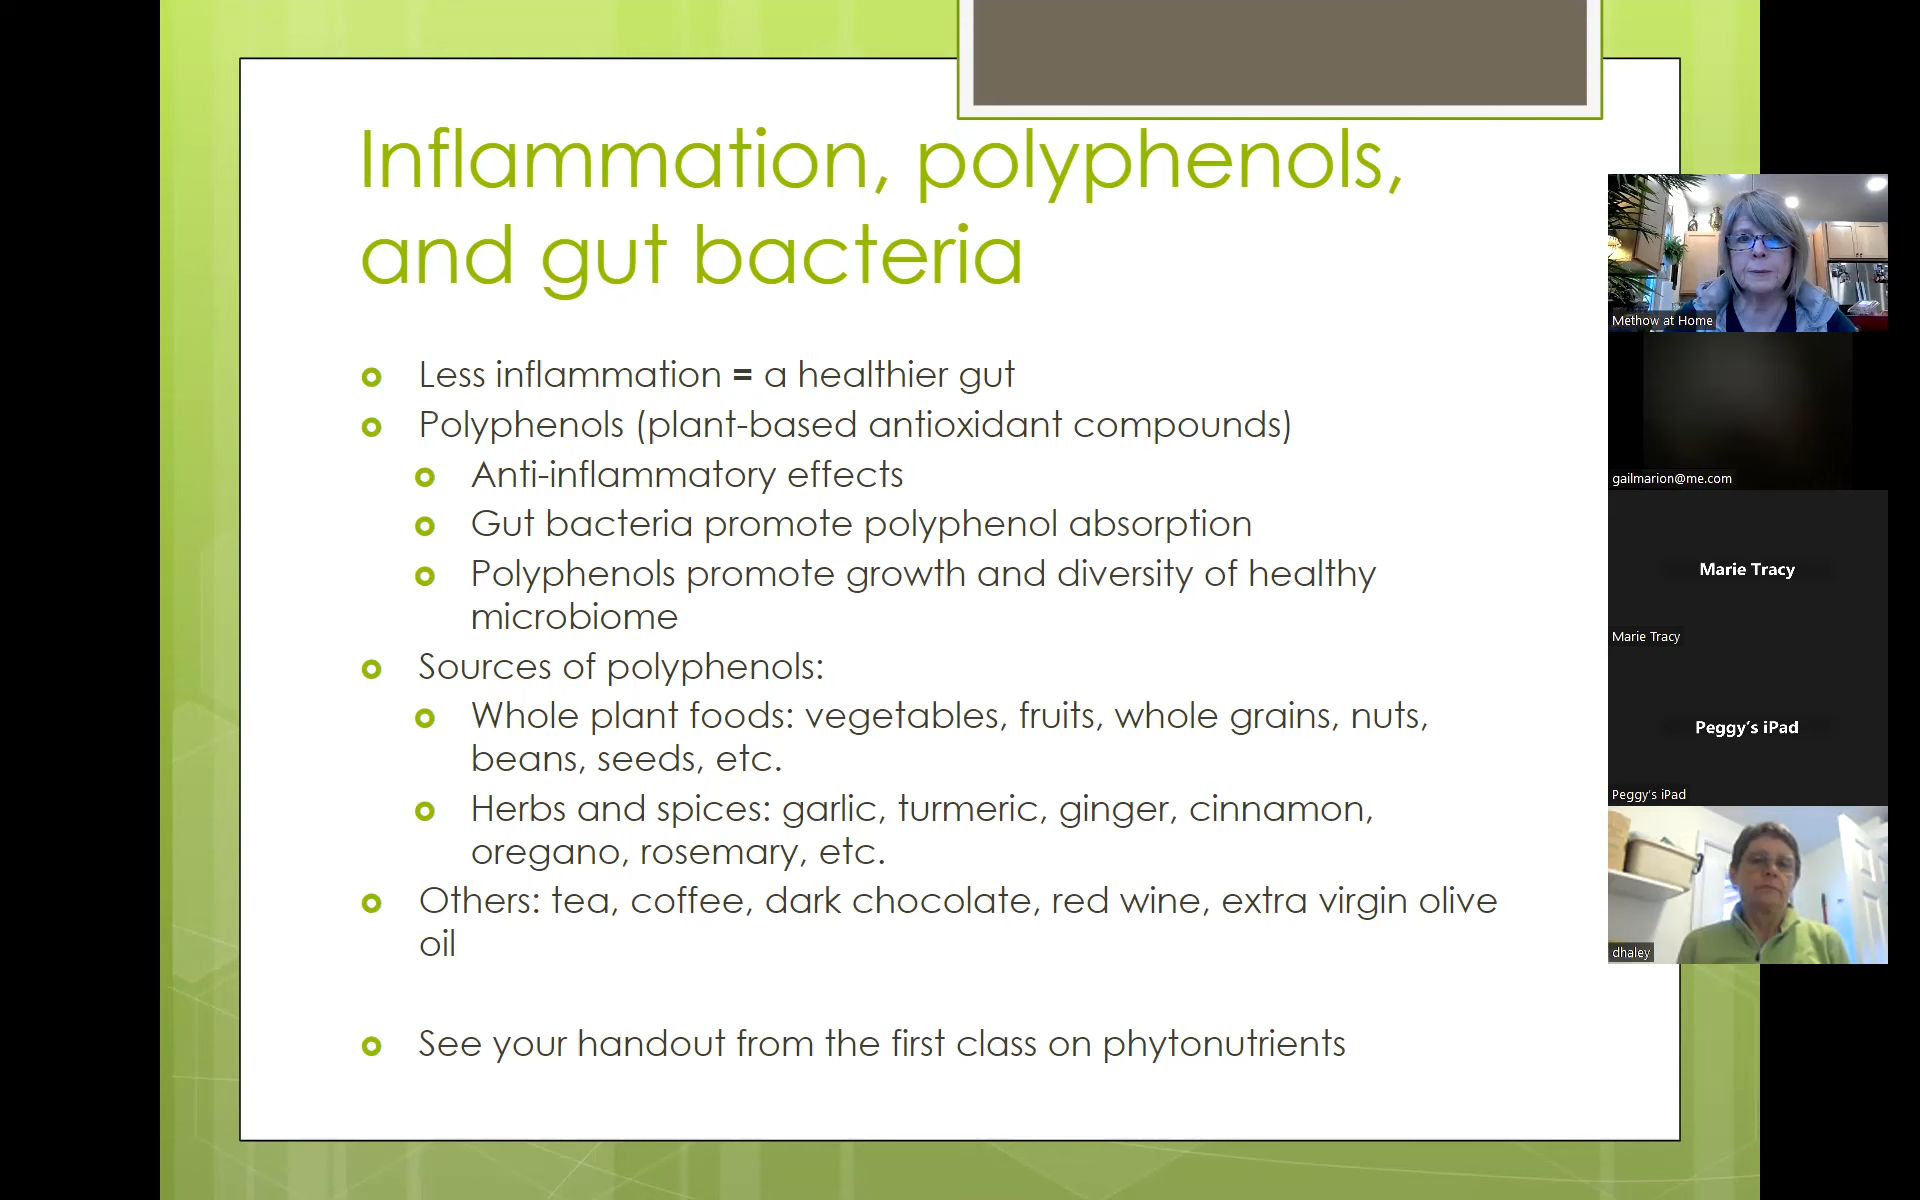 Inflammation, polyphenols,
and gut bacteria
Less inflammation = a healthier gut
Polyphenols (plant-based antioxidant compounds)
Anti-inflammatory effects
Gut bacteria promote polyphenol absorption
Polyphenols promote growth and diversity of healthy
microbiome
Sources of polyphenols:
Whole plant foods: vegetables, fruits, whole grains, nuts,
beans, seeds, etc.
Herbs and spices: garlic, turmeric, ginger, cinnamon,
oregano, rosemary, etc.
Others: tea, coffee, dark chocolate, red wine, extra virgin olive
oil
See your handout from the first class on phytonutrients
Methow at Home
gailmarion@me.com
Marie Tracy
Marie Tracy
Peggy’s iPad
Peggy’s iPad
dhaley